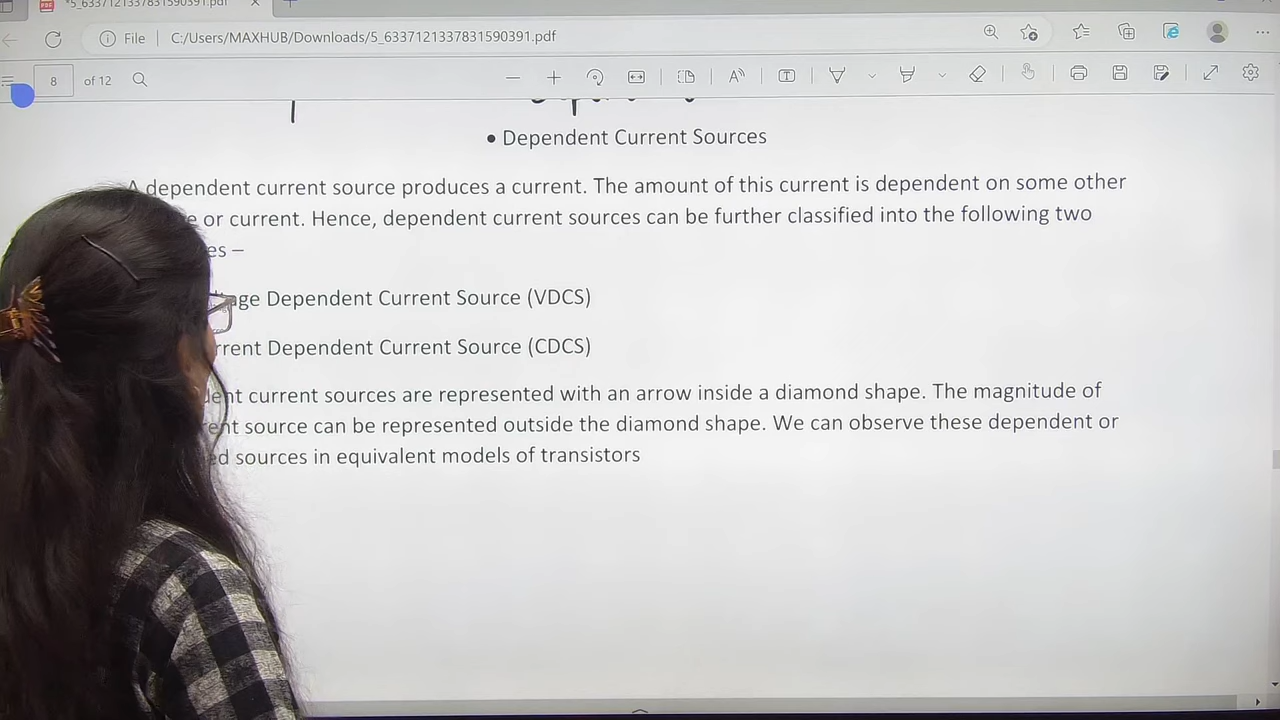 5_6337121337831590391.pdf
File C:/Users/MAXHUB/Downloads/5_6337121337831590391.pdf
8 of 12
• Dependent Current Sources
A dependent current source produces a current. The amount of this current is dependent on some other
or current. Hence, dependent current sources can be further classified into the following two
–
Dependent Current Source (VDCS)
Dependent Current Source (CDCS)
current sources are represented with an arrow inside a diamond shape. The magnitude of
source can be represented outside the diamond shape. We can observe these dependent or
sources in equivalent models of transistors